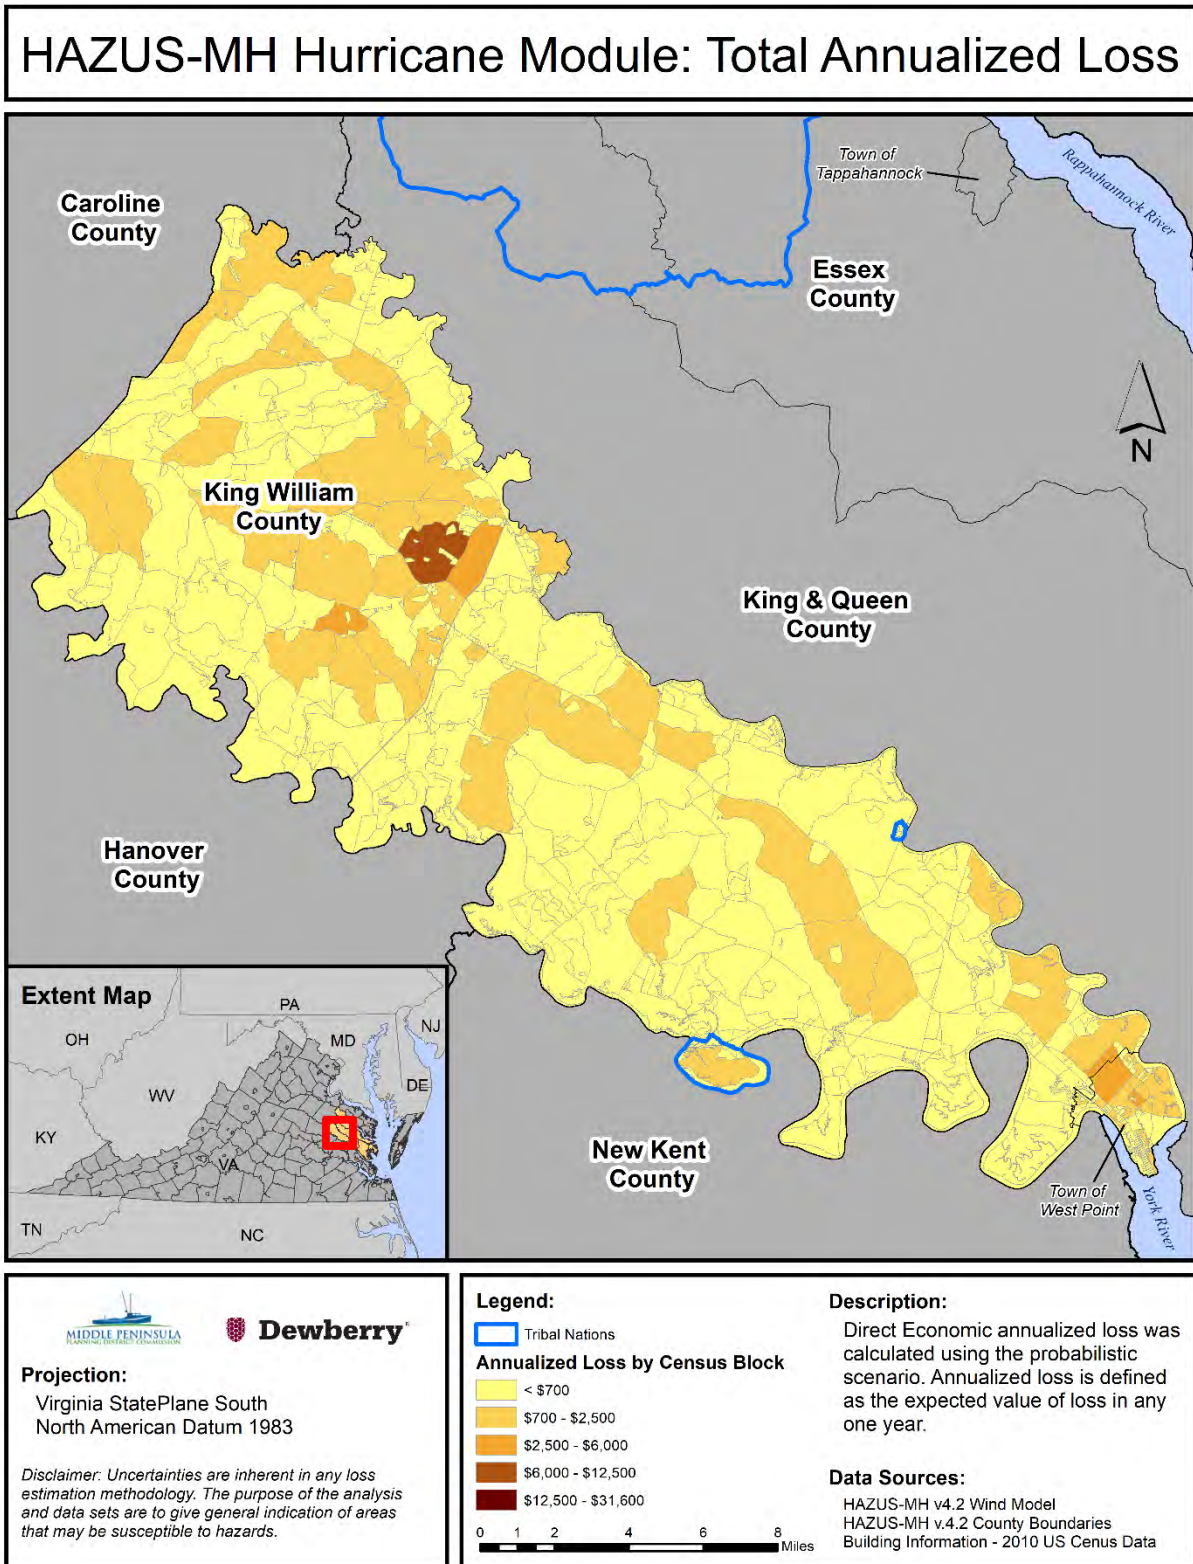 HAZUS-MH Hurricane Module: Total Annualized Loss
Town of
Tappahannock
Rappahannock River
Caroline
County
Essex
County
N
King William
County
King & Queen
County
Hanover
County
New Kent
County
Town of
West Point
York River
Extent Map
PA
OH
NJ
MD
DE
WV
KY
VA
TN
NC
MIDDLE PENINSULA
PLANNING DISTRICT COMMISSION
Dewberry
Projection:
Virginia StatePlane South
North American Datum 1983
Disclaimer: Uncertainties are inherent in any loss
estimation methodology. The purpose of the analysis
and data sets are to give general indication of areas
that may be susceptible to hazards.
Legend:
Tribal Nations
Annualized Loss by Census Block
< $700
$700 - $2,500
$2,500 - $6,000
$6,000 - $12,500
$12,500 - $31,600
0 1 2 4 6 8
Miles
Description:
Direct Economic annualized loss was
calculated using the probabilistic
scenario. Annualized loss is defined
as the expected value of loss in any
one year.
Data Sources:
HAZUS-MH v4.2 Wind Model
HAZUS-MH v.4.2 County Boundaries
Building Information - 2010 US Cenus Data